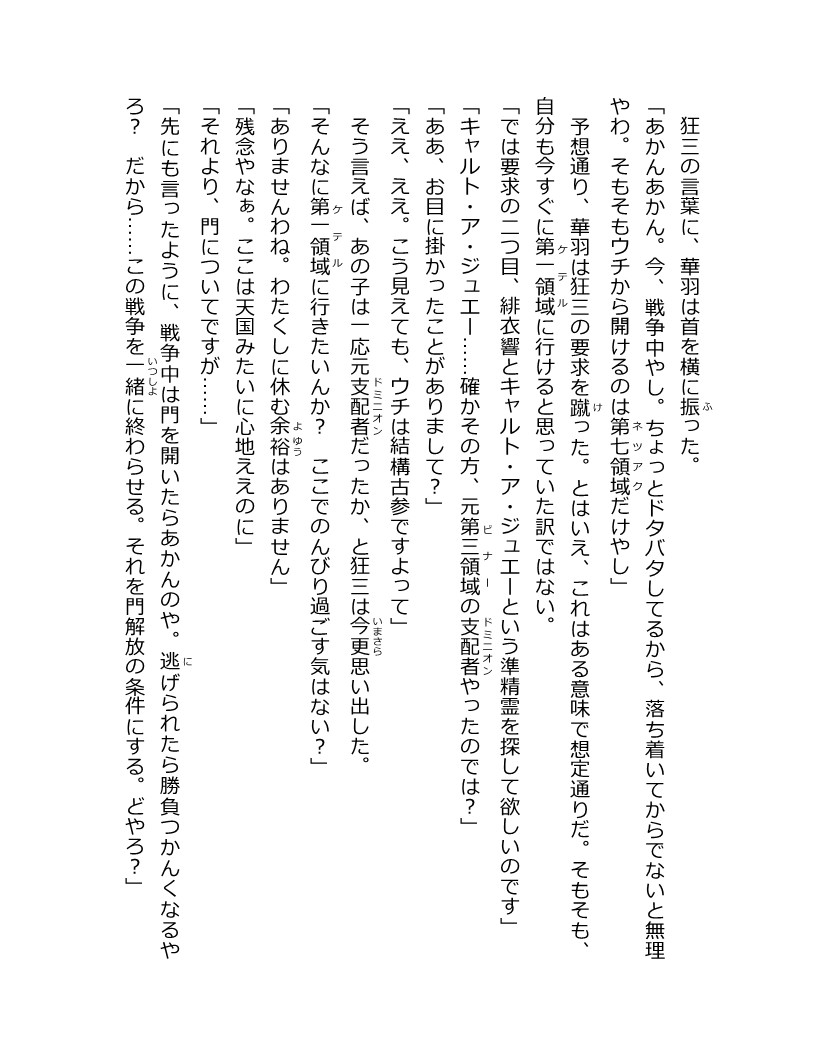 狂三の言葉に、華羽は首を横に振った。
「あかんあかん。今、戦争中やし。ちょっとドタバタしてるから、落ち着いてからでないと無理
やわ。そもそもウチから開けるのは第七領域だけやし」
予想通り、華羽は狂三の要求を蹴った。とはいえ、これはある意味で想定通りだ。そもそも、
自分も今すぐに第一領域に行けると思っていた訳ではない。
「では要求の二つ目、緋衣響とキャルト・ア・ジュエーという準精霊を探して欲しいのです」
「キャルト・ア・ジュエー……確かその方、元第三領域の支配者やったのでは？」
「ああ、お目に掛かったことがありまして？」
「ええ、ええ。こう見えても、ウチは結構古参ですよって」
そう言えば、あの子は一応元支配者だったか、と狂三は今更思い出した。
「そんなに第一領域に行きたいんか？　ここでのんびり過ごす気はない？」
「ありませんわね。わたくしに休む余裕はありません」
「残念やなぁ。ここは天国みたいに心地ええのに」
「それより、門についてですが……」
「先にも言ったように、戦争中は門を開いたらあかんのや。逃げられたら勝負つかんくなるや
ろ？　だから……この戦争を一緒に終わらせる。それを門解放の条件にする。どやろ？」